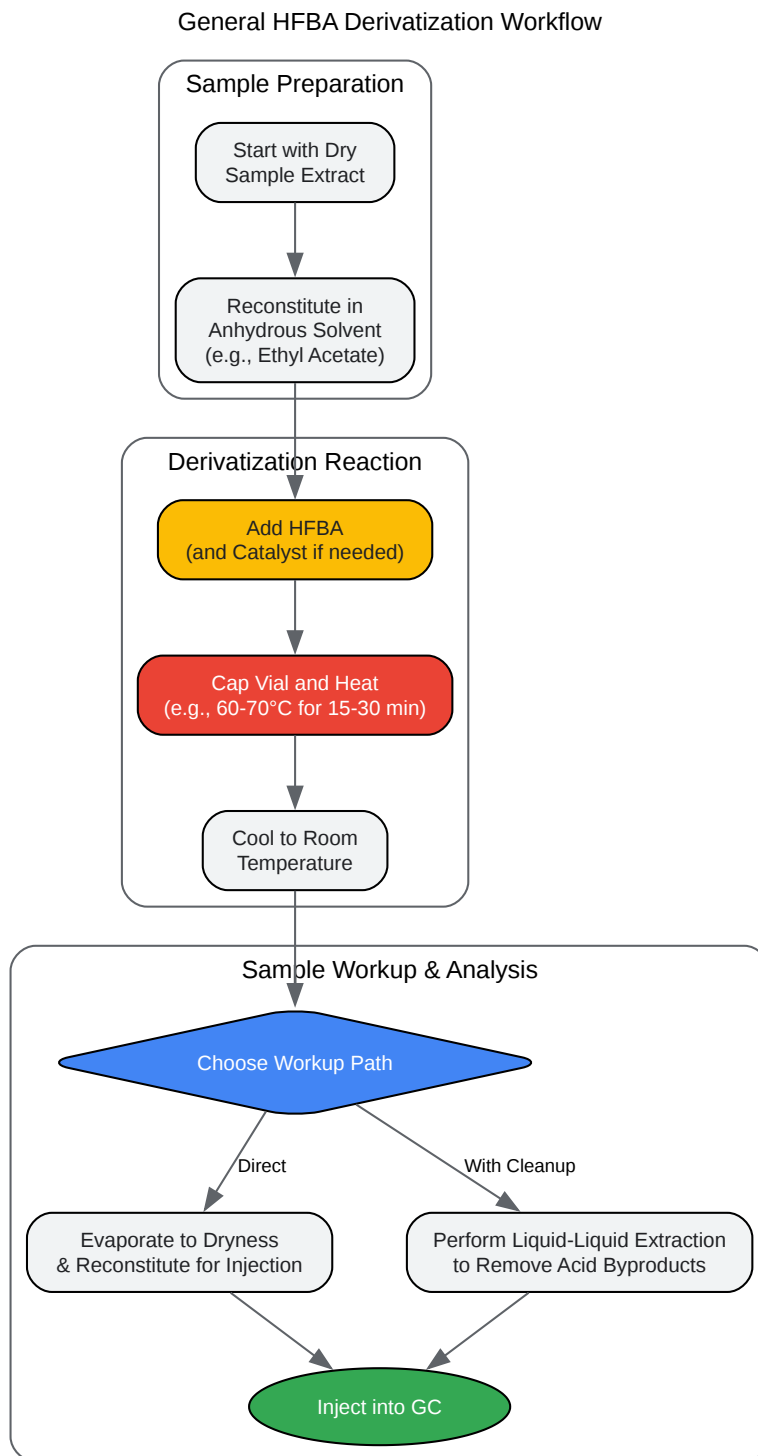 General HFBA Derivatization Workflow
Sample Preparation
Start with Dry
Sample Extract
Reconstitute in
Anhydrous Solvent
(e.g., Ethyl Acetate)
Derivatization Reaction
Add HFBA
(and Catalyst if needed)
Cap Vial and Heat
(e.g., 60-70°C for 15-30 min)
Cool to Room
Temperature
Sample Workup & Analysis
Choose Workup Path
Direct
With Cleanup
Evaporate to Dryness
& Reconstitute for Injection
Perform Liquid-Liquid Extraction
to Remove Acid Byproducts
Inject into GC